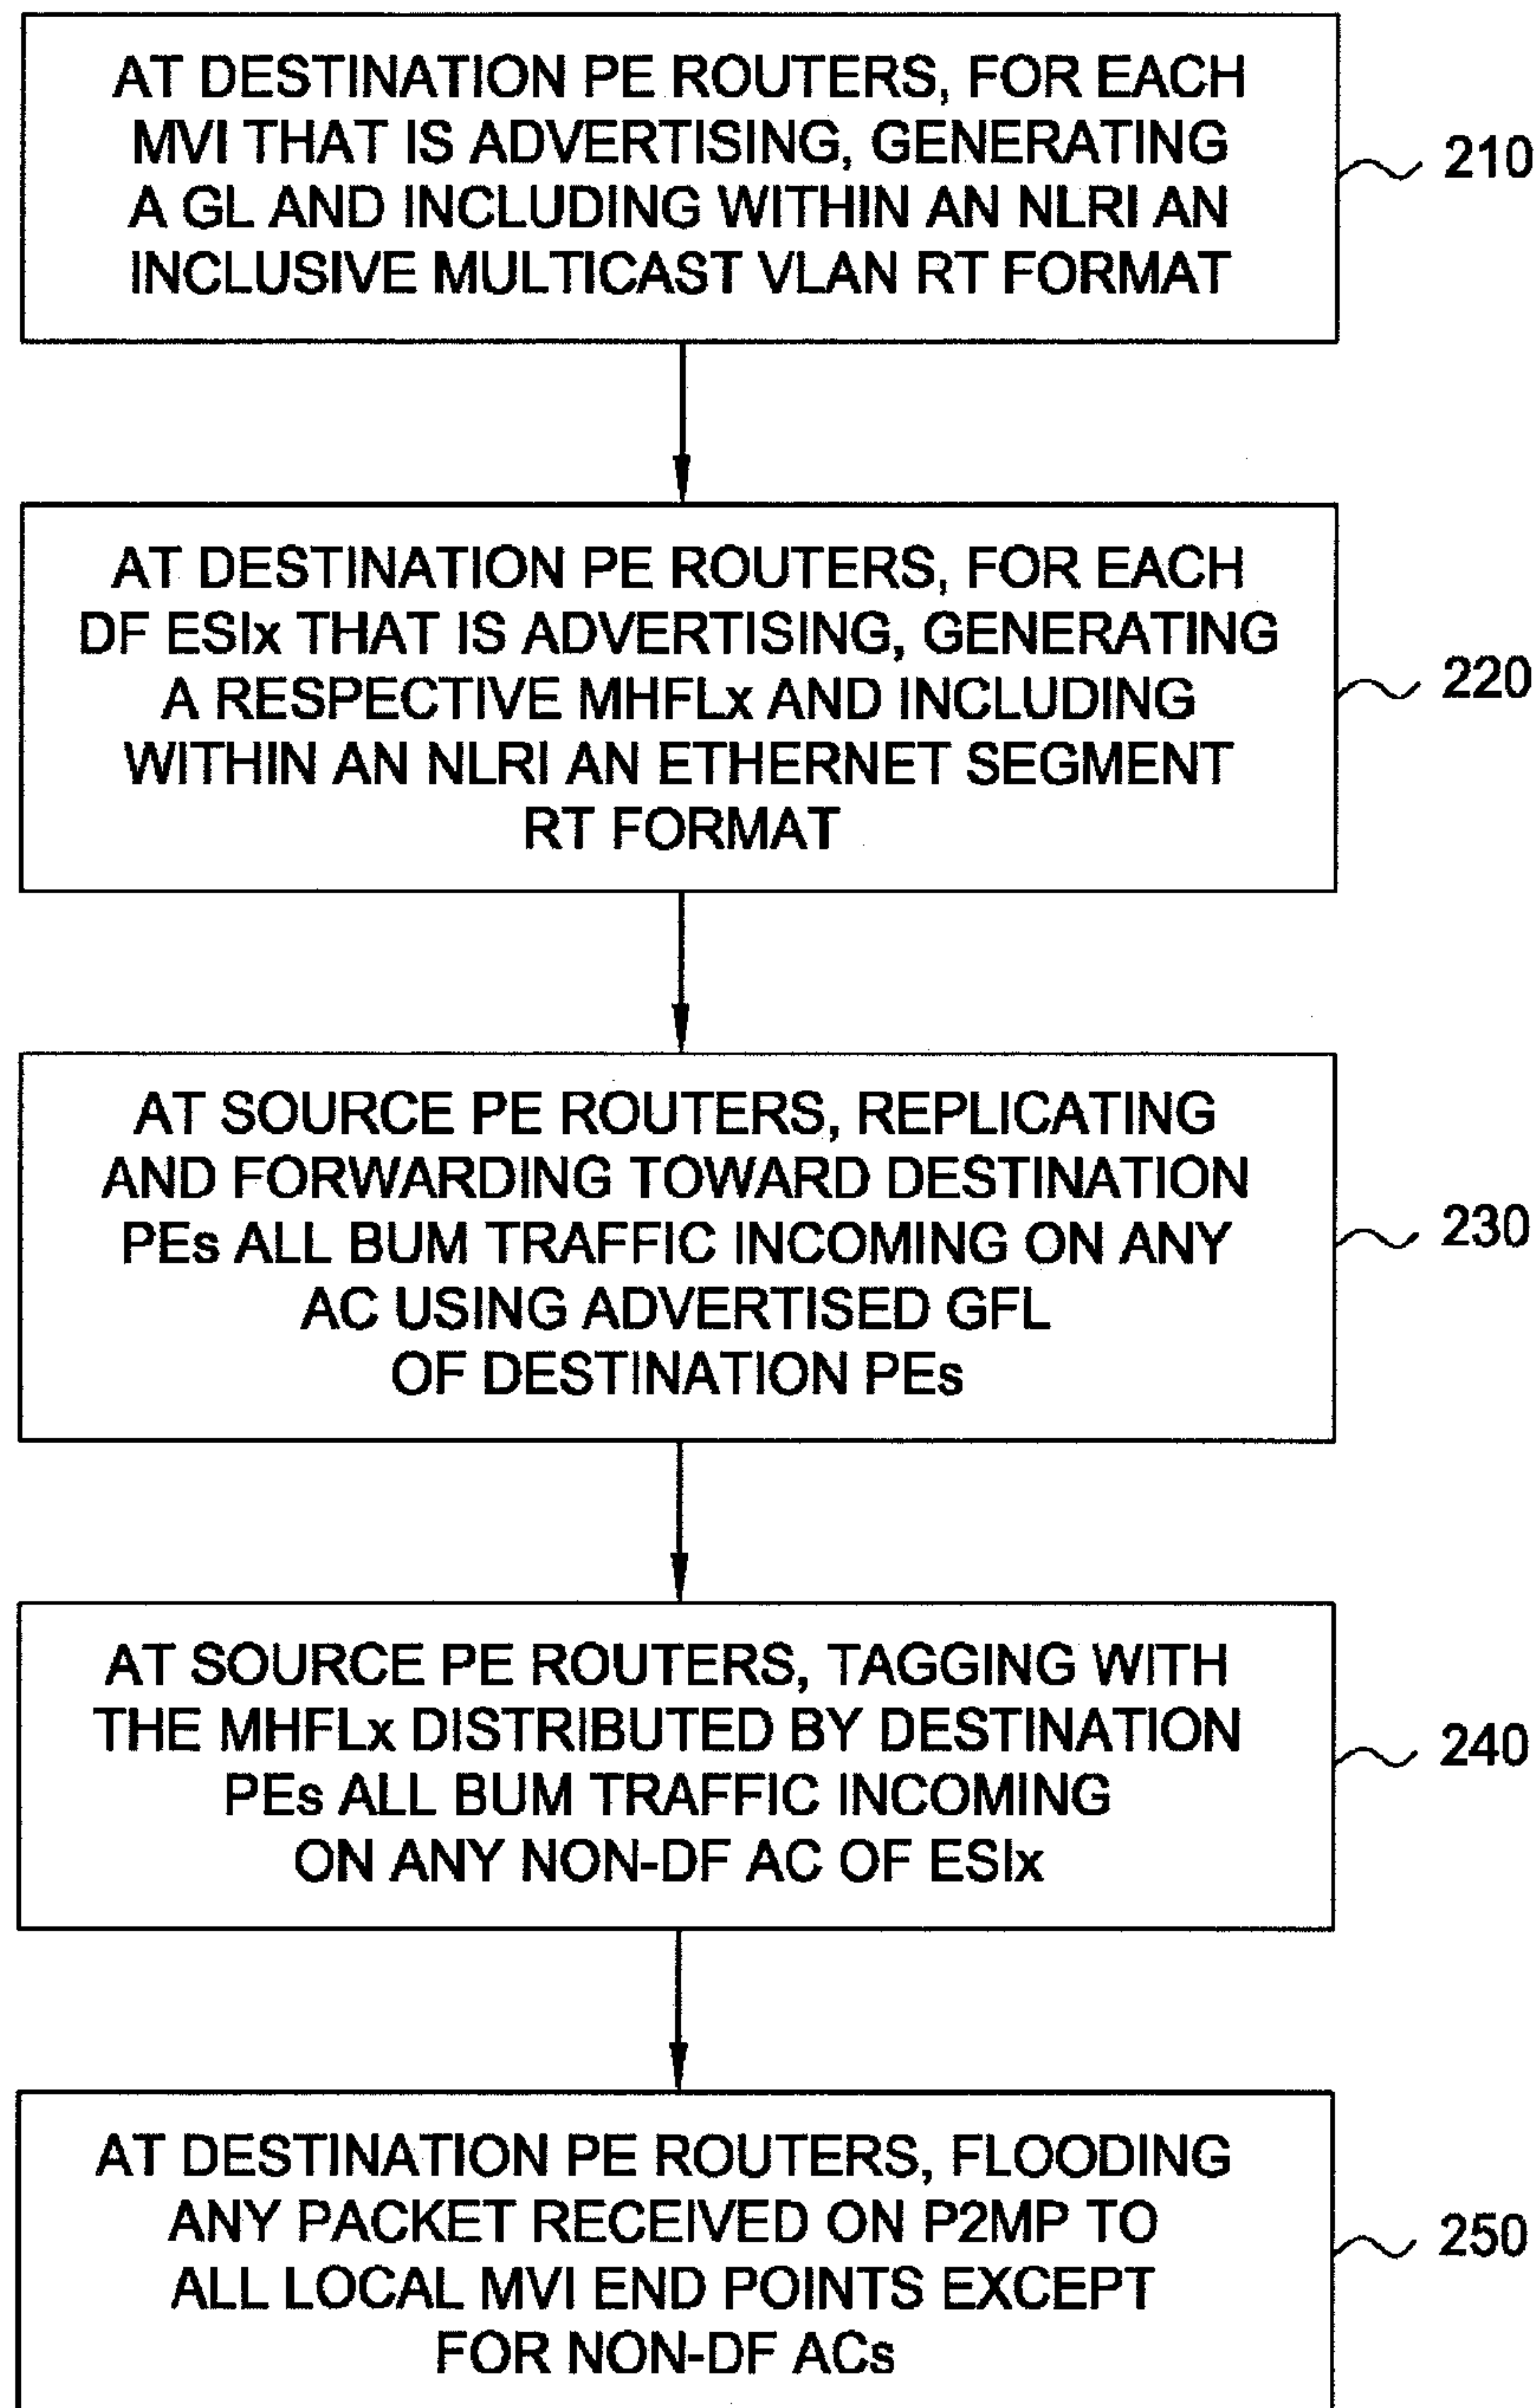 AT DESTINATION PE ROUTERS, FOR EACH
MVI THAT IS ADVERTISING, GENERATING
A GL AND INCLUDING WITHIN AN NLRI AN
INCLUSIVE MULTICAST VLAN RT FORMAT
210
AT DESTINATION PE ROUTERS, FOR EACH
DF ESIx THAT IS ADVERTISING, GENERATING
A RESPECTIVE MHFLx AND INCLUDING
WITHIN AN NLRI AN ETHERNET SEGMENT
RT FORMAT
220
AT SOURCE PE ROUTERS, REPLICATING
AND FORWARDING TOWARD DESTINATION
PEs ALL BUM TRAFFIC INCOMING ON ANY
AC USING ADVERTISED GFL
OF DESTINATION PEs
230
AT SOURCE PE ROUTERS, TAGGING WITH
THE MHFLx DISTRIBUTED BY DESTINATION
PEs ALL BUM TRAFFIC INCOMING
ON ANY NON-DF AC OF ESIx
240
AT DESTINATION PE ROUTERS, FLOODING
ANY PACKET RECEIVED ON P2MP TO
ALL LOCAL MVI END POINTS EXCEPT
FOR NON-DF ACs
250